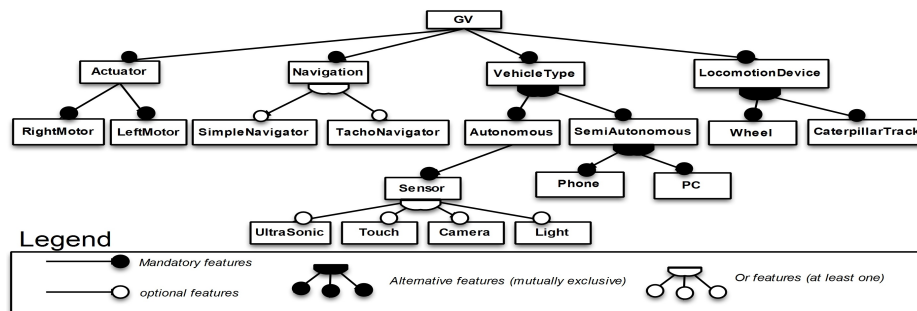 GV
Actuator Navigation VehicleType LocomotionDevice
RightMotor LeftMotor SimpleNavigator TachoNavigator Autonomous SemiAutonomous Wheel CaterpillarTrack
Sensor Phone PC
UltraSonic Touch Camera Light
Legend
Mandatory features
optional features
Alternative features (mutually exclusive)
Or features (at least one)